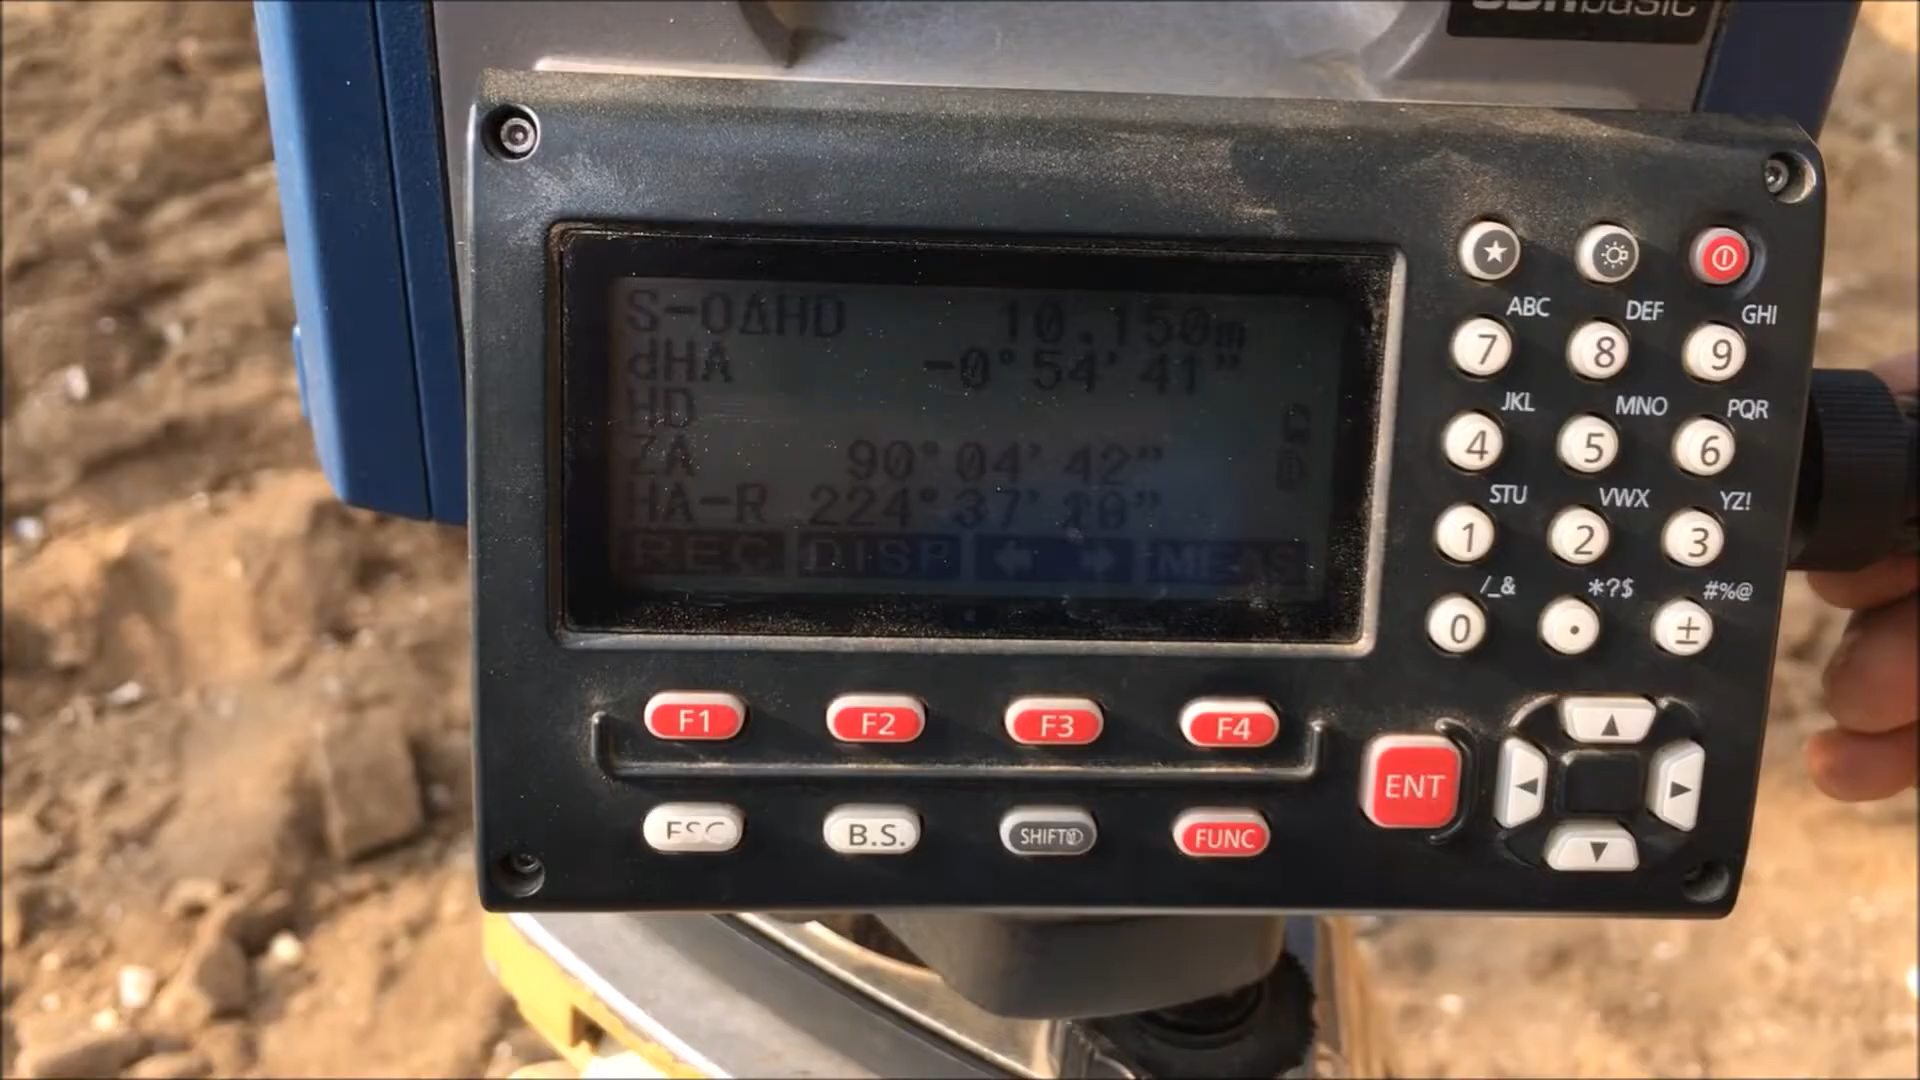 basic
S-OΔHD 10.150m
dHA -0°54'41"
HD
ZA 90°04'42"
HA-R 224°37'
REC DISP ← → MEAS
ABC DEF GHI
7 8 9
JKL MNO PQR
4 5 6
STU VWX YZ!
1 2 3
/_& *?$ #%@
0 . ±
F1 F2 F3 F4
ENT
ESC B.S. SHIFT FUNC